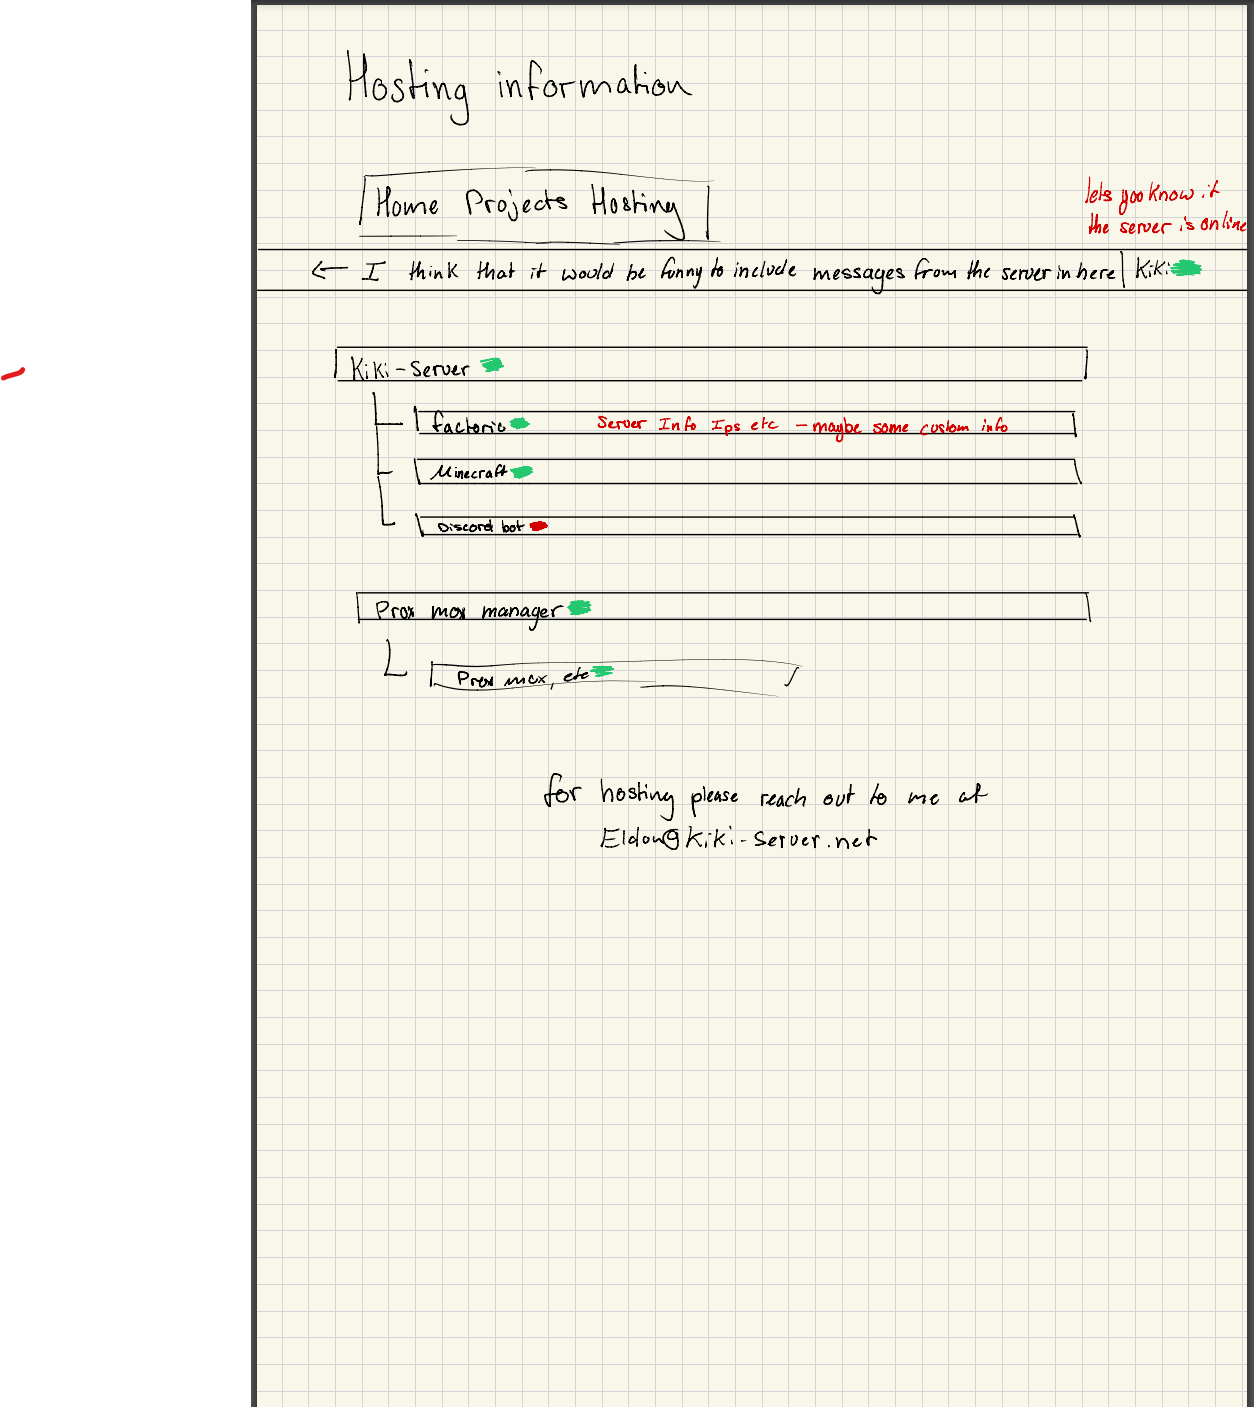 Hosting information
Home Projects Hosting
lets you know if
the server is online
← I think that it would be funny to include messages from the server in here | Kiki
Kiki-Server
factorio Server Info Ips etc - maybe some custom info
Minecraft
Discord bot
Prox mox manager
Prox mox, etc
for hosting please reach out to me at
Eldon@Kiki-Server.net